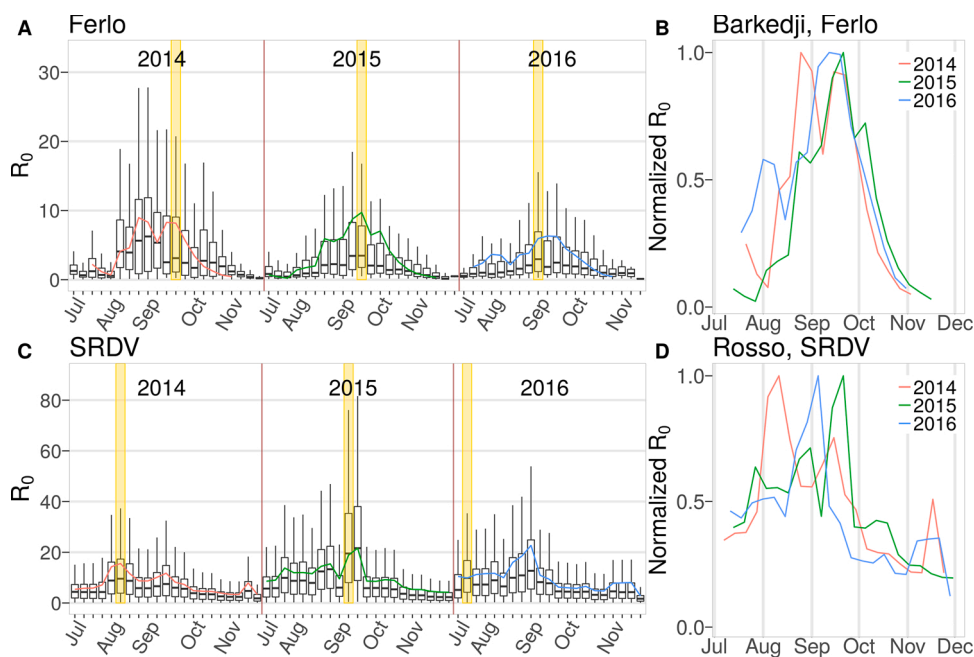 A Ferlo
2014 2015 2016
30
20
10
0
R0
Jul Aug Sep Oct Nov Jul Aug Sep Oct Nov Jul Aug Sep Oct Nov
B Barkedji, Ferlo
1.0
0.5
0.0
Normalized R0
2014
2015
2016
Jul Aug Sep Oct Nov Dec
C SRDV
2014 2015 2016
80
60
40
20
0
R0
Jul Aug Sep Oct Nov Jul Aug Sep Oct Nov Jul Aug Sep Oct Nov
D Rosso, SRDV
1.0
0.5
0.0
Normalized R0
2014
2015
2016
Jul Aug Sep Oct Nov Dec